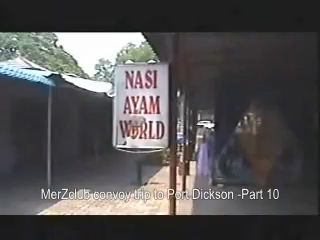 NASI
AYAM
WORLD
MerZclub convoy trip to Port Dickson -Part 10